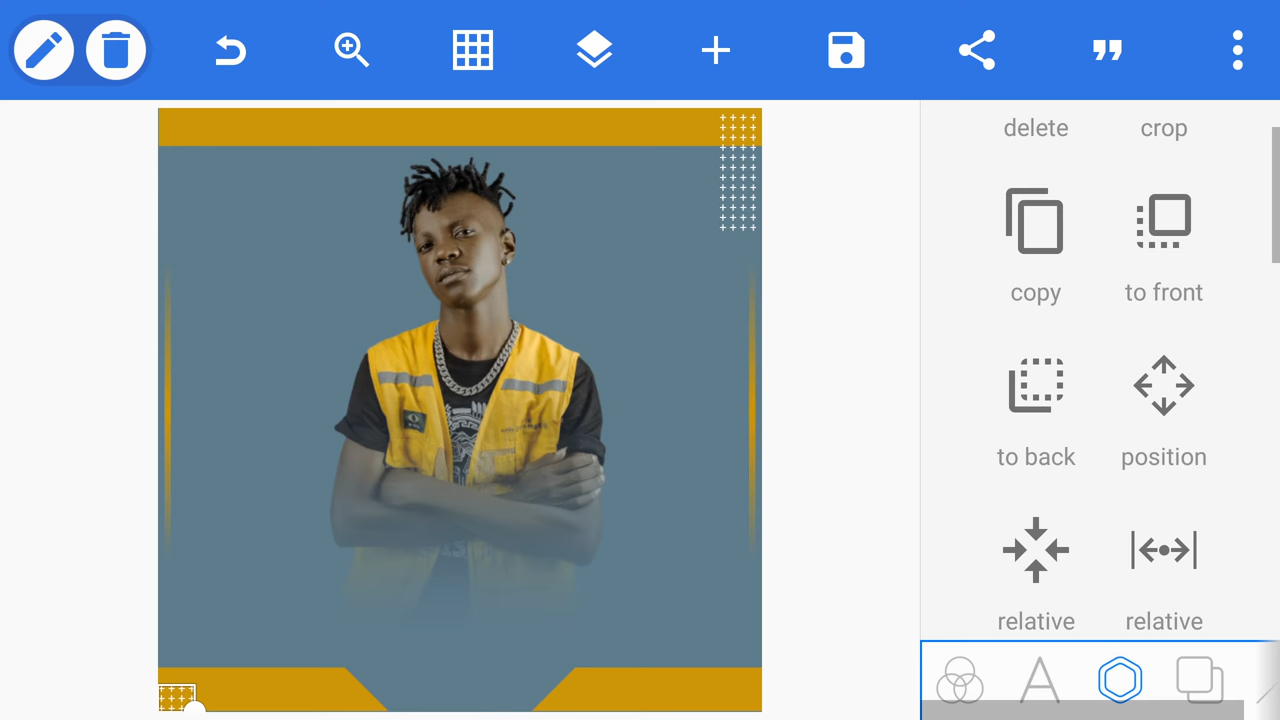 delete crop
copy to front
to back position
relative relative